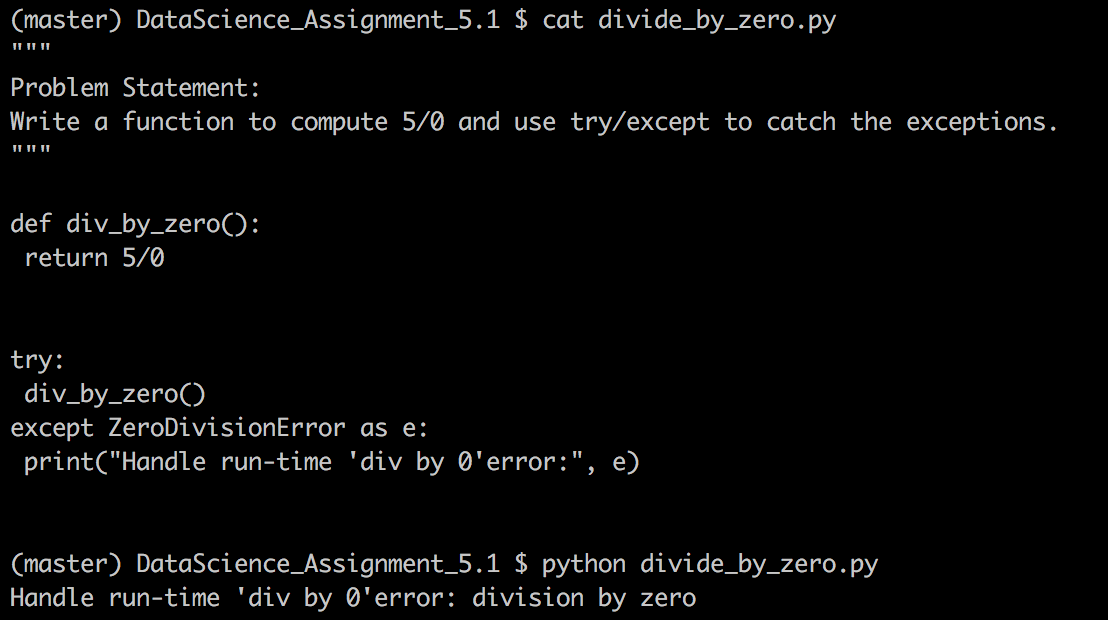 (master) DataScience_Assignment_5.1 $ cat divide_by_zero.py
"""
Problem Statement:
Write a function to compute 5/0 and use try/except to catch the exceptions.
"""
def div_by_zero():
 return 5/0
try:
 div_by_zero()
except ZeroDivisionError as e:
 print("Handle run-time 'div by 0'error:", e)
(master) DataScience_Assignment_5.1 $ python divide_by_zero.py
Handle run-time 'div by 0'error: division by zero